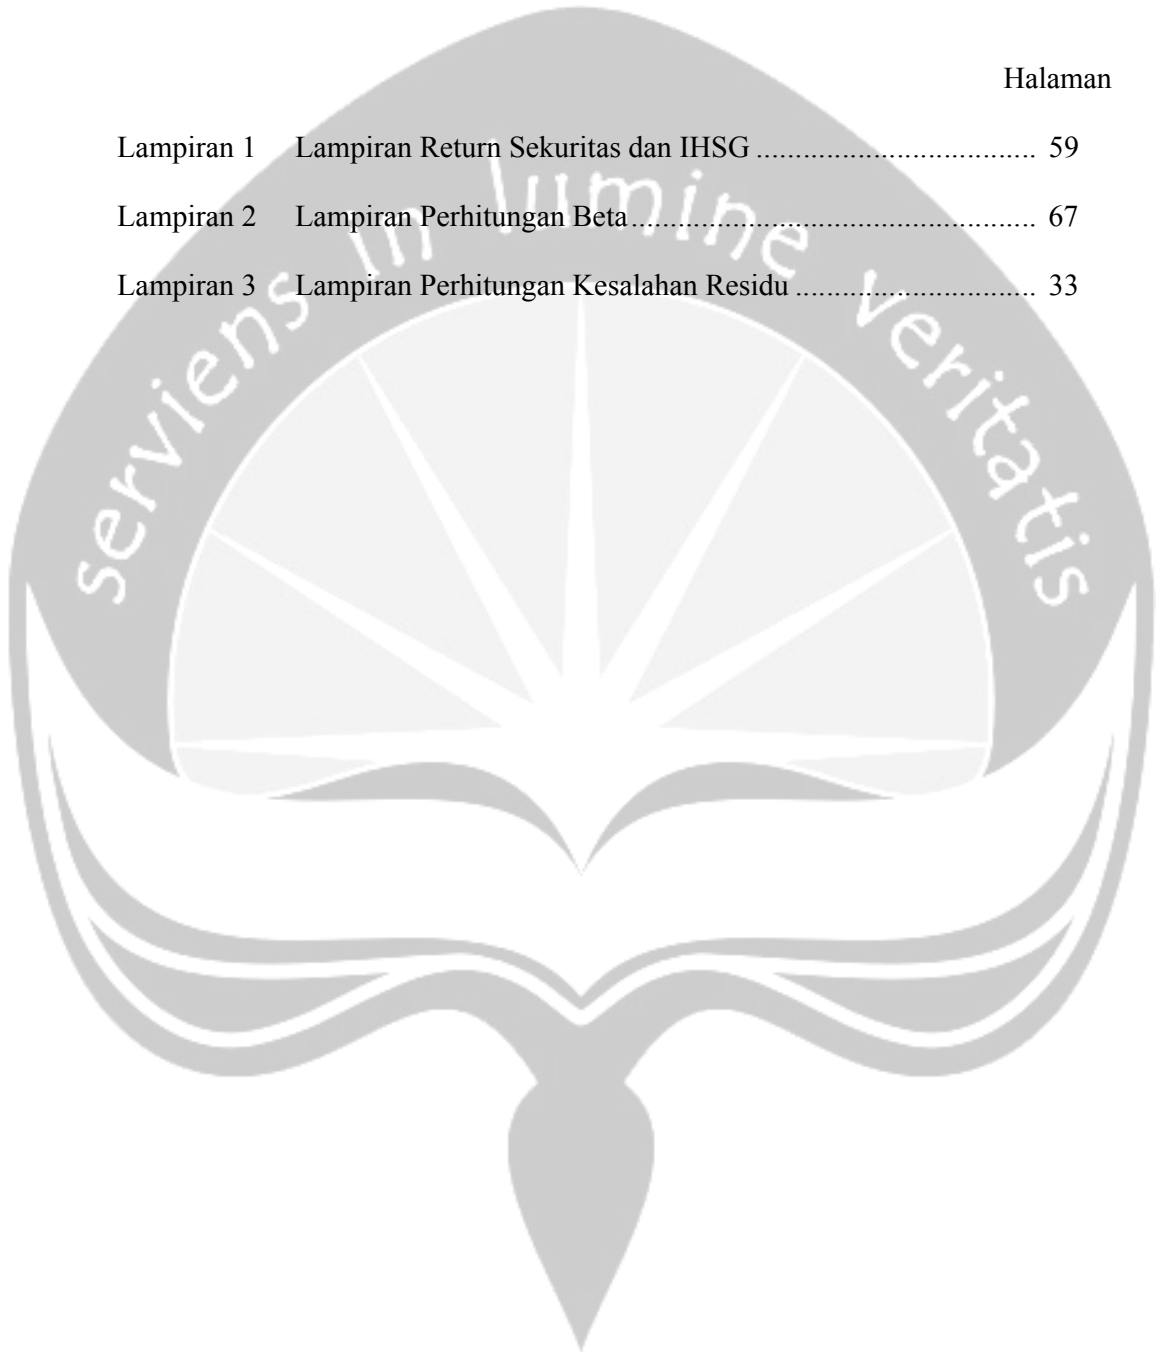 Halaman
Lampiran 1 Lampiran Return Sekuritas dan IHSG .................................... 59
Lampiran 2 Lampiran Perhitungan Beta .................................................... 67
Lampiran 3 Lampiran Perhitungan Kesalahan Residu ............................... 33
serviens in lumine veritatis